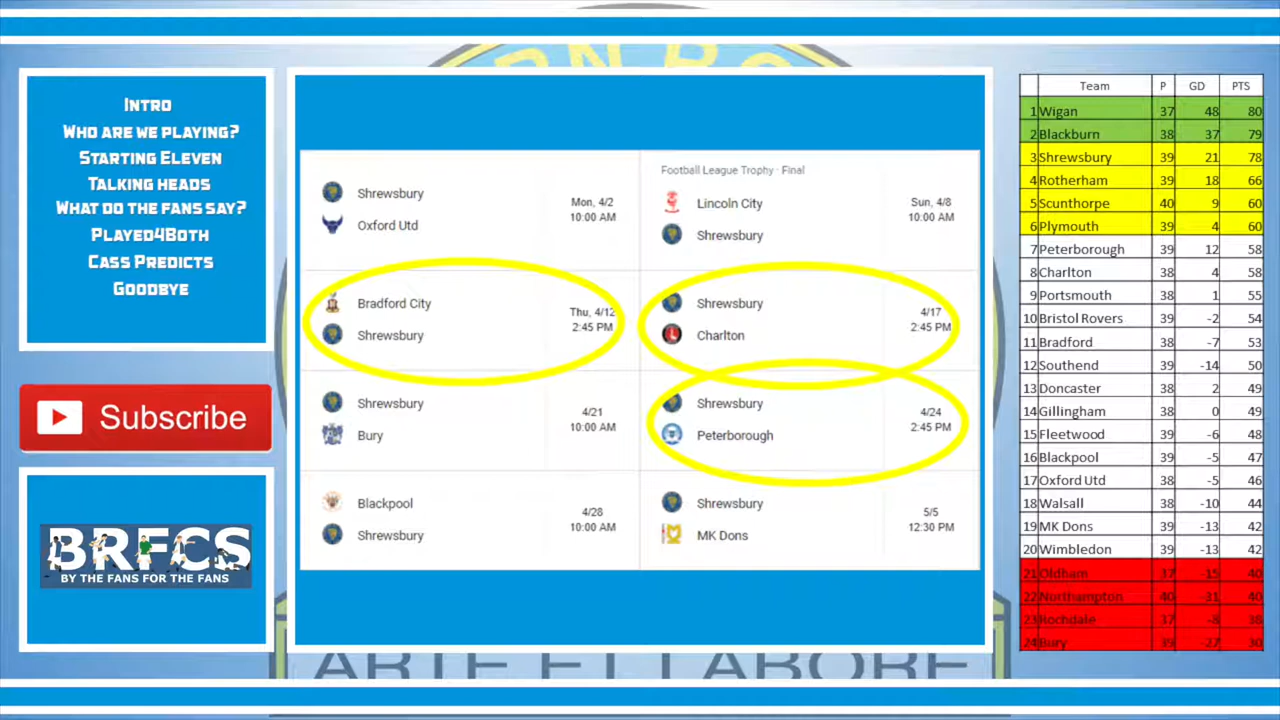 Intro
Who are we playing?
Starting Eleven
Talking heads
What do the fans say?
Played4Both
Cass Predicts
Goodbye
Subscribe
BRFCS
BY THE FANS FOR THE FANS
Shrewsbury
Oxford Utd
Mon, 4/2
10:00 AM
Football League Trophy - Final
Lincoln City
Shrewsbury
Sun, 4/8
10:00 AM
Bradford City
Shrewsbury
Thu, 4/12
2:45 PM
Shrewsbury
Charlton
4/17
2:45 PM
Shrewsbury
Bury
4/21
10:00 AM
Shrewsbury
Peterborough
4/24
2:45 PM
Blackpool
Shrewsbury
4/28
10:00 AM
Shrewsbury
MK Dons
5/5
12:30 PM
Team P GD PTS
1 Wigan 37 48 80
2 Blackburn 38 37 79
3 Shrewsbury 39 21 78
4 Rotherham 39 18 66
5 Scunthorpe 40 9 60
6 Plymouth 39 4 60
7 Peterborough 39 12 58
8 Charlton 38 4 58
9 Portsmouth 38 1 55
10 Bristol Rovers 38 -2 54
11 Bradford 38 -7 53
12 Southend 39 -14 50
13 Doncaster 38 2 49
14 Gillingham 38 0 49
15 Fleetwood 39 -6 48
16 Blackpool 39 -5 47
17 Oxford Utd 38 -5 46
18 Walsall 38 -10 44
19 MK Dons 39 -13 42
20 Wimbledon 39 -13 42
21 Oldham 37 -15 40
22 Northampton 40 -31 40
23 Rochdale 37 -8 38
24 Bury 39 -27 30
ARTE ET LABORE